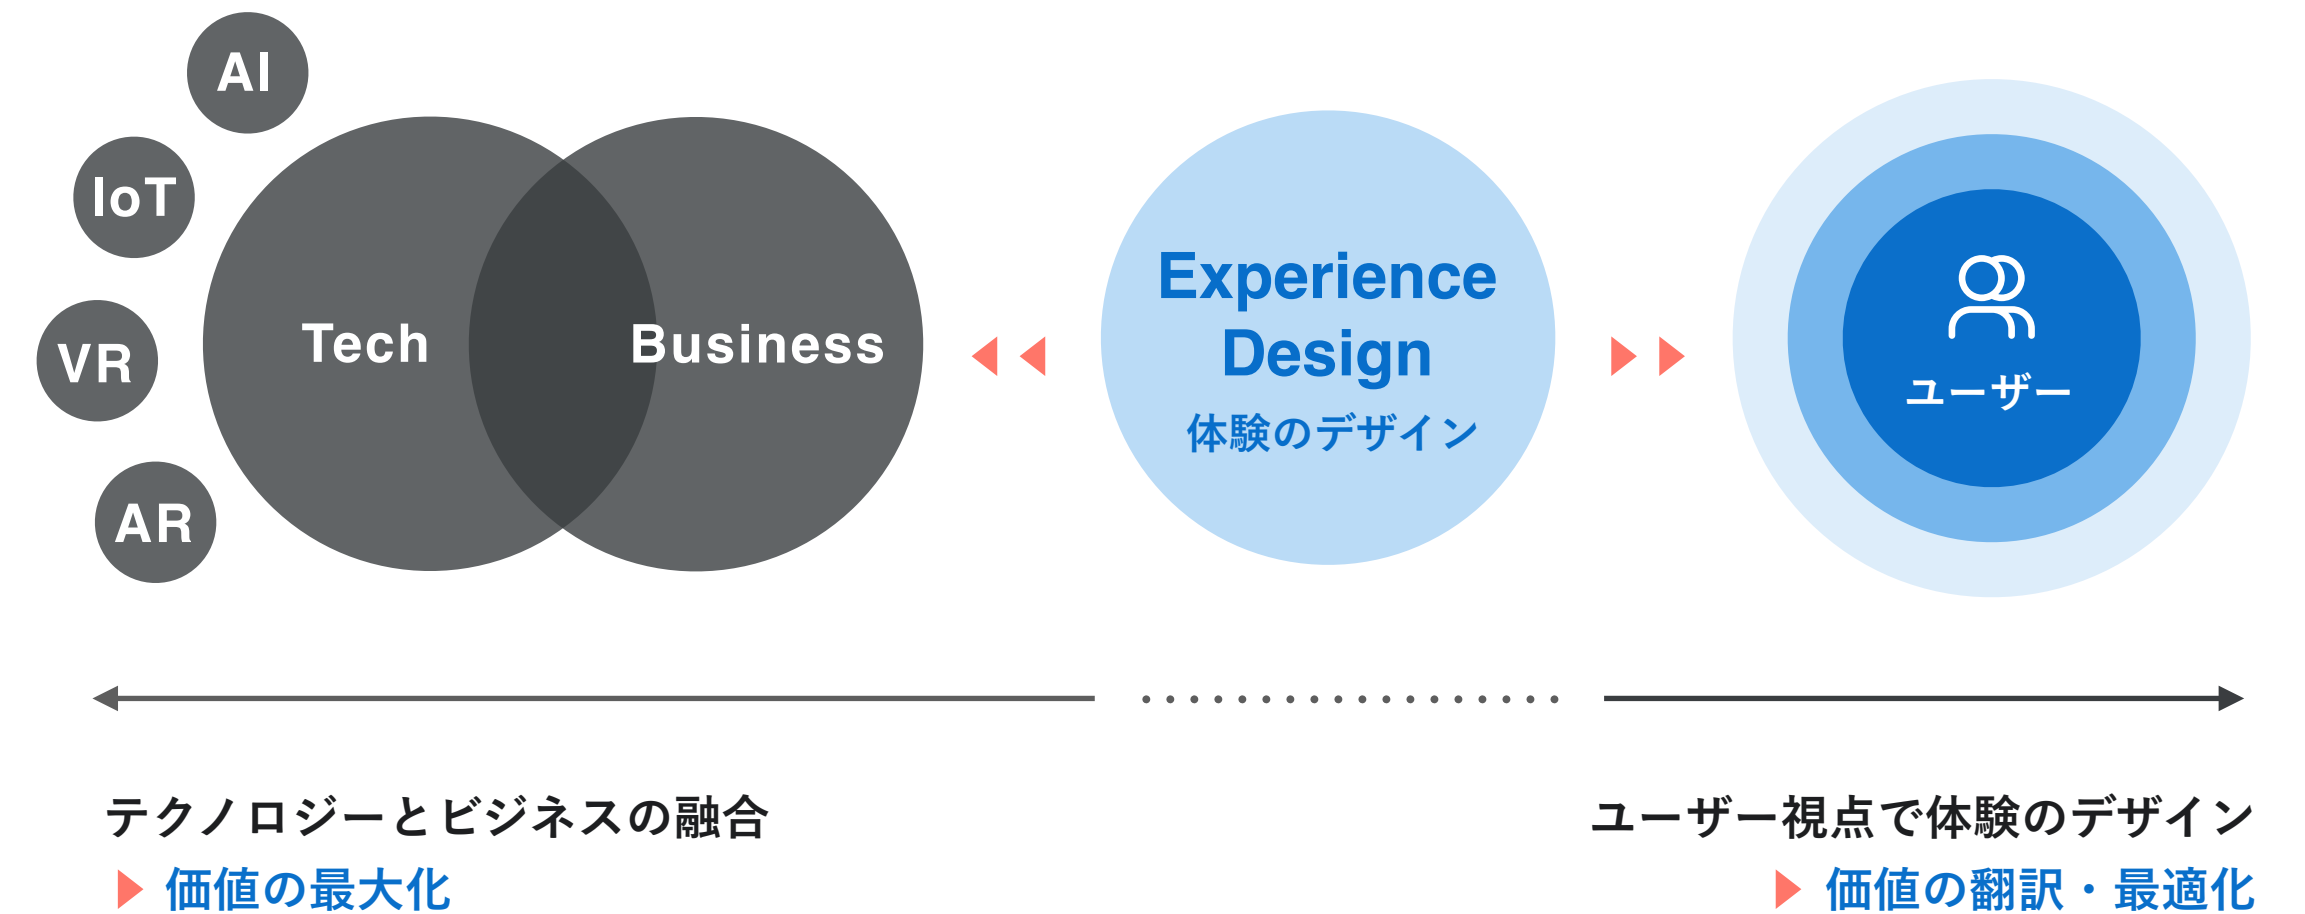 AI
IoT
VR
AR
Tech
Business
Experience
Design
体験のデザイン
ユーザー
テクノロジーとビジネスの融合
価値の最大化
ユーザー視点で体験のデザイン
価値の翻訳・最適化